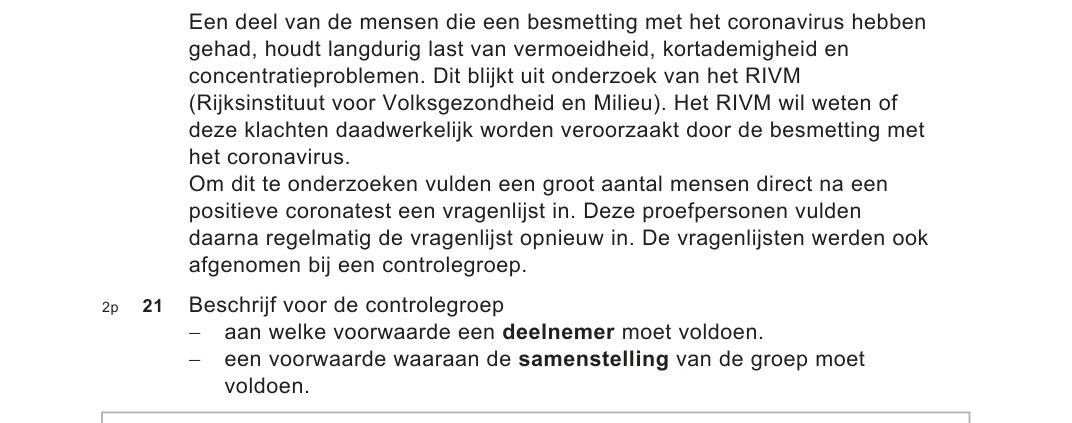 Een deel van de mensen die een besmetting met het coronavirus hebben
gehad, houdt langdurig last van vermoeidheid, kortademigheid en
concentratieproblemen. Dit blijkt uit onderzoek van het RIVM
(Rijksinstituut voor Volksgezondheid en Milieu). Het RIVM wil weten of
deze klachten daadwerkelijk worden veroorzaakt door de besmetting met
het coronavirus.
Om dit te onderzoeken vulden een groot aantal mensen direct na een
positieve coronatest een vragenlijst in. Deze proefpersonen vulden
daarna regelmatig de vragenlijst opnieuw in. De vragenlijsten werden ook
afgenomen bij een controlegroep.
2p 21 Beschrijf voor de controlegroep
– aan welke voorwaarde een deelnemer moet voldoen.
– een voorwaarde waaraan de samenstelling van de groep moet
voldoen.